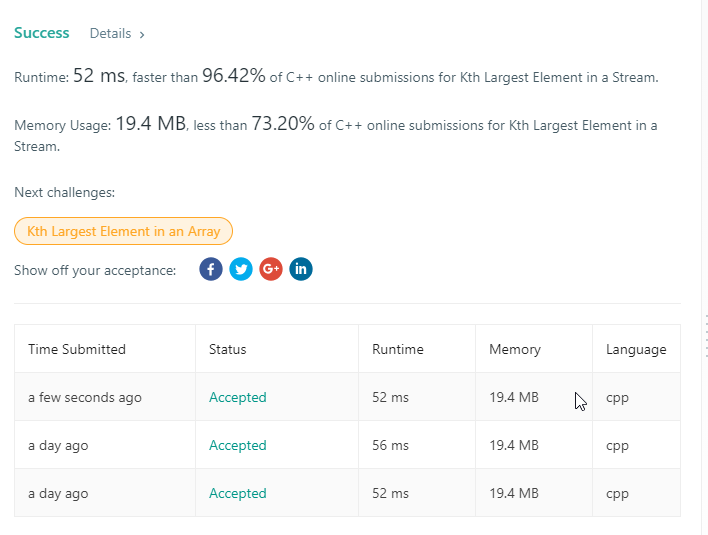 Success Details >
Runtime: 52 ms, faster than 96.42% of C++ online submissions for Kth Largest Element in a Stream.
Memory Usage: 19.4 MB, less than 73.20% of C++ online submissions for Kth Largest Element in a
Stream.
Next challenges:
Kth Largest Element in an Array
Show off your acceptance: f G+ in
Time Submitted Status Runtime Memory Language
a few seconds ago Accepted 52 ms 19.4 MB cpp
a day ago Accepted 56 ms 19.4 MB cpp
a day ago Accepted 52 ms 19.4 MB cpp